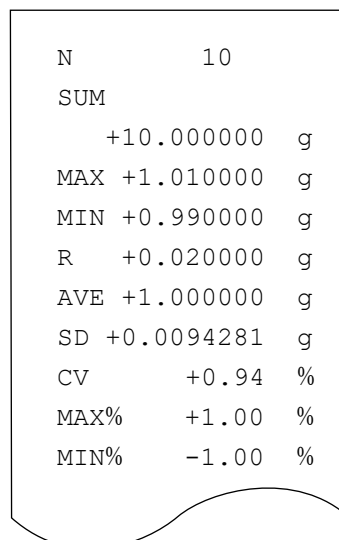 N 10
SUM
+10.000000 g
MAX +1.010000 g
MIN +0.990000 g
R +0.020000 g
AVE +1.000000 g
SD +0.0094281 g
CV +0.94 %
MAX% +1.00 %
MIN% -1.00 %